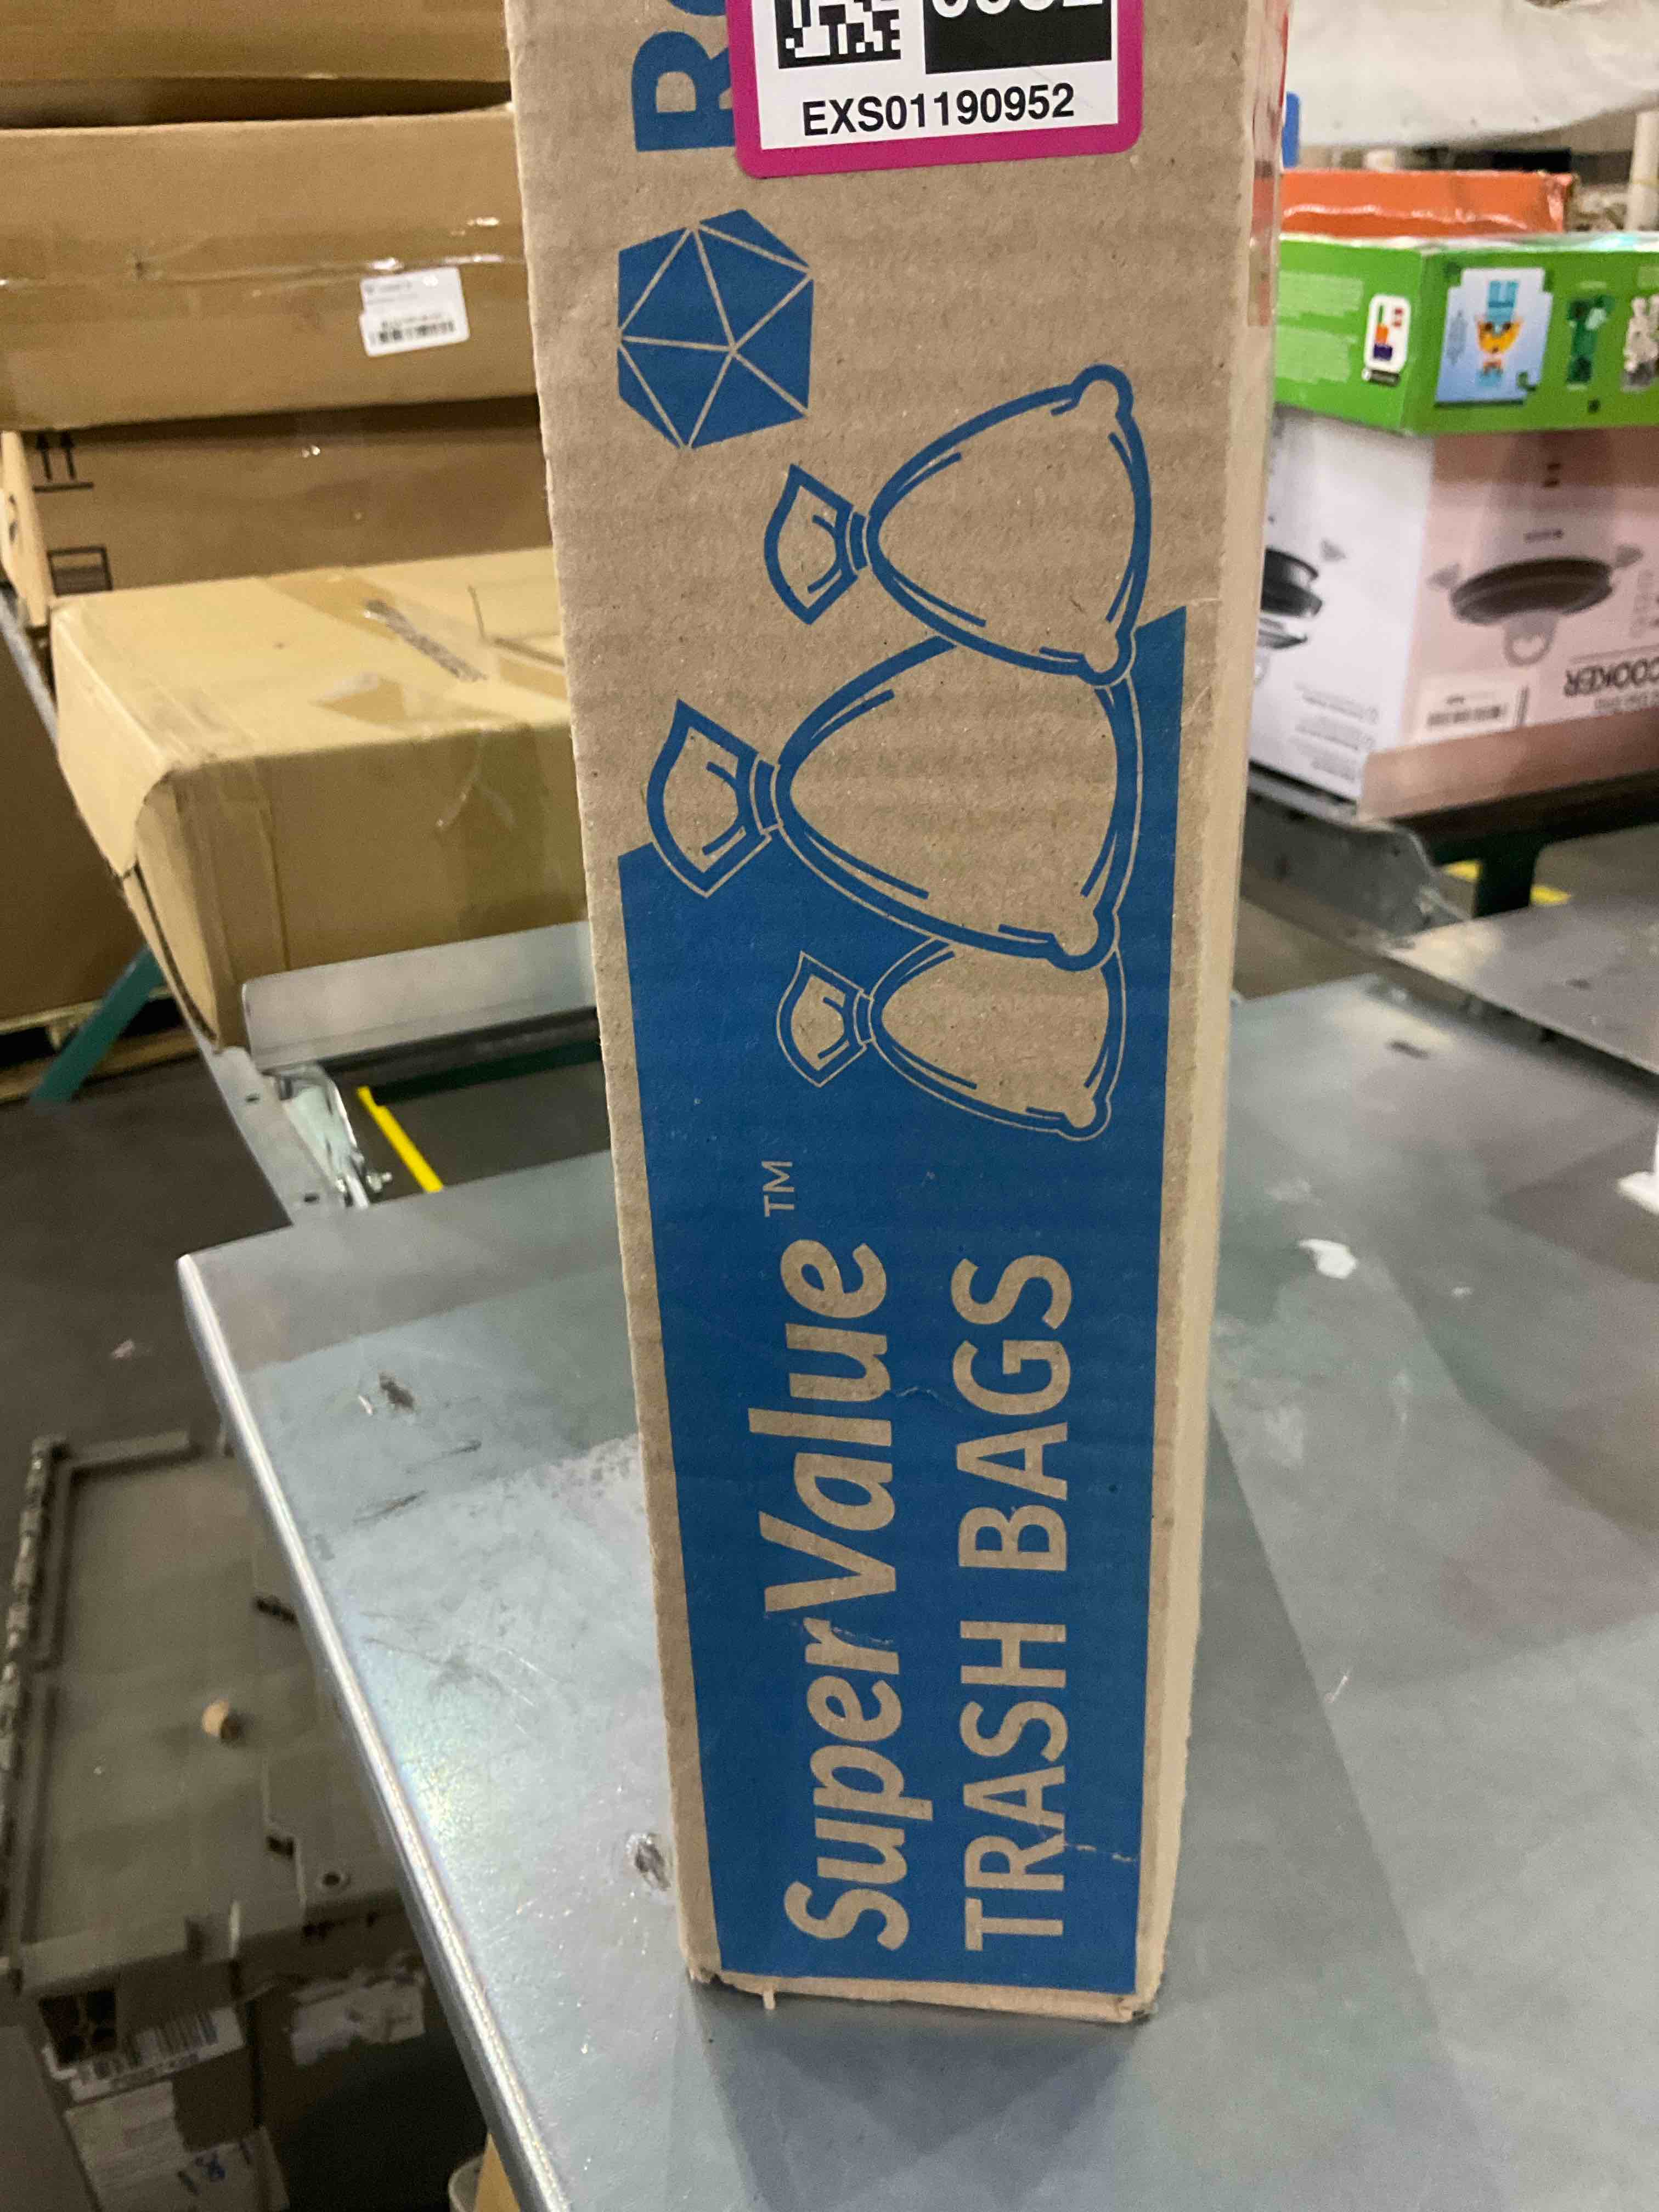 EXS01190952
SuperValue™
TRASH BAGS
COOKER